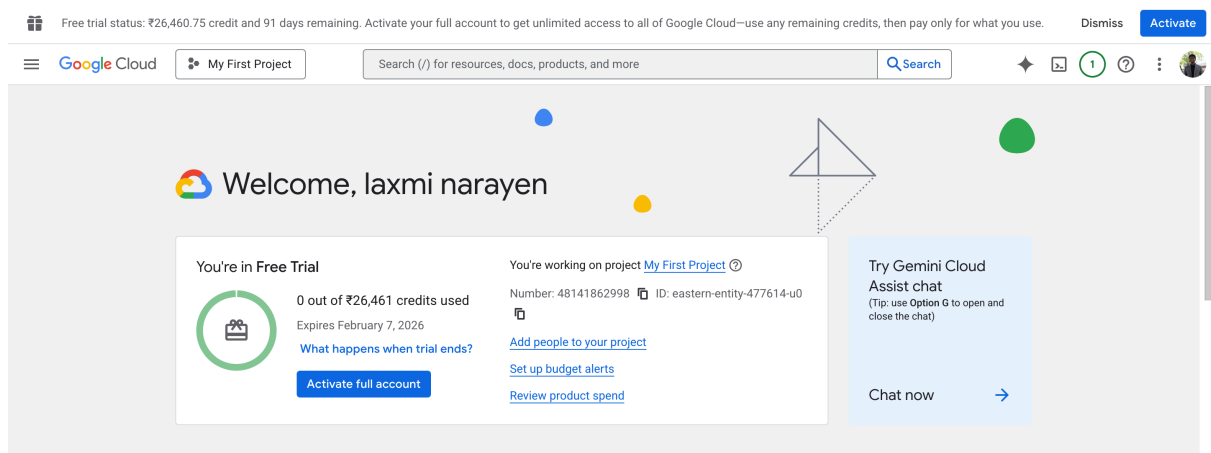 Free trial status: ₹26,460.75 credit and 91 days remaining. Activate your full account to get unlimited access to all of Google Cloud—use any remaining credits, then pay only for what you use.
Dismiss
Activate
Google Cloud
My First Project
Search (/) for resources, docs, products, and more
Search
1
Welcome, laxmi narayen
You're in Free Trial
0 out of ₹26,461 credits used
Expires February 7, 2026
What happens when trial ends?
Activate full account
You're working on project My First Project
Number: 48141862998 ID: eastern-entity-477614-u0
Add people to your project
Set up budget alerts
Review product spend
Try Gemini Cloud
Assist chat
(Tip: use Option G to open and
close the chat)
Chat now